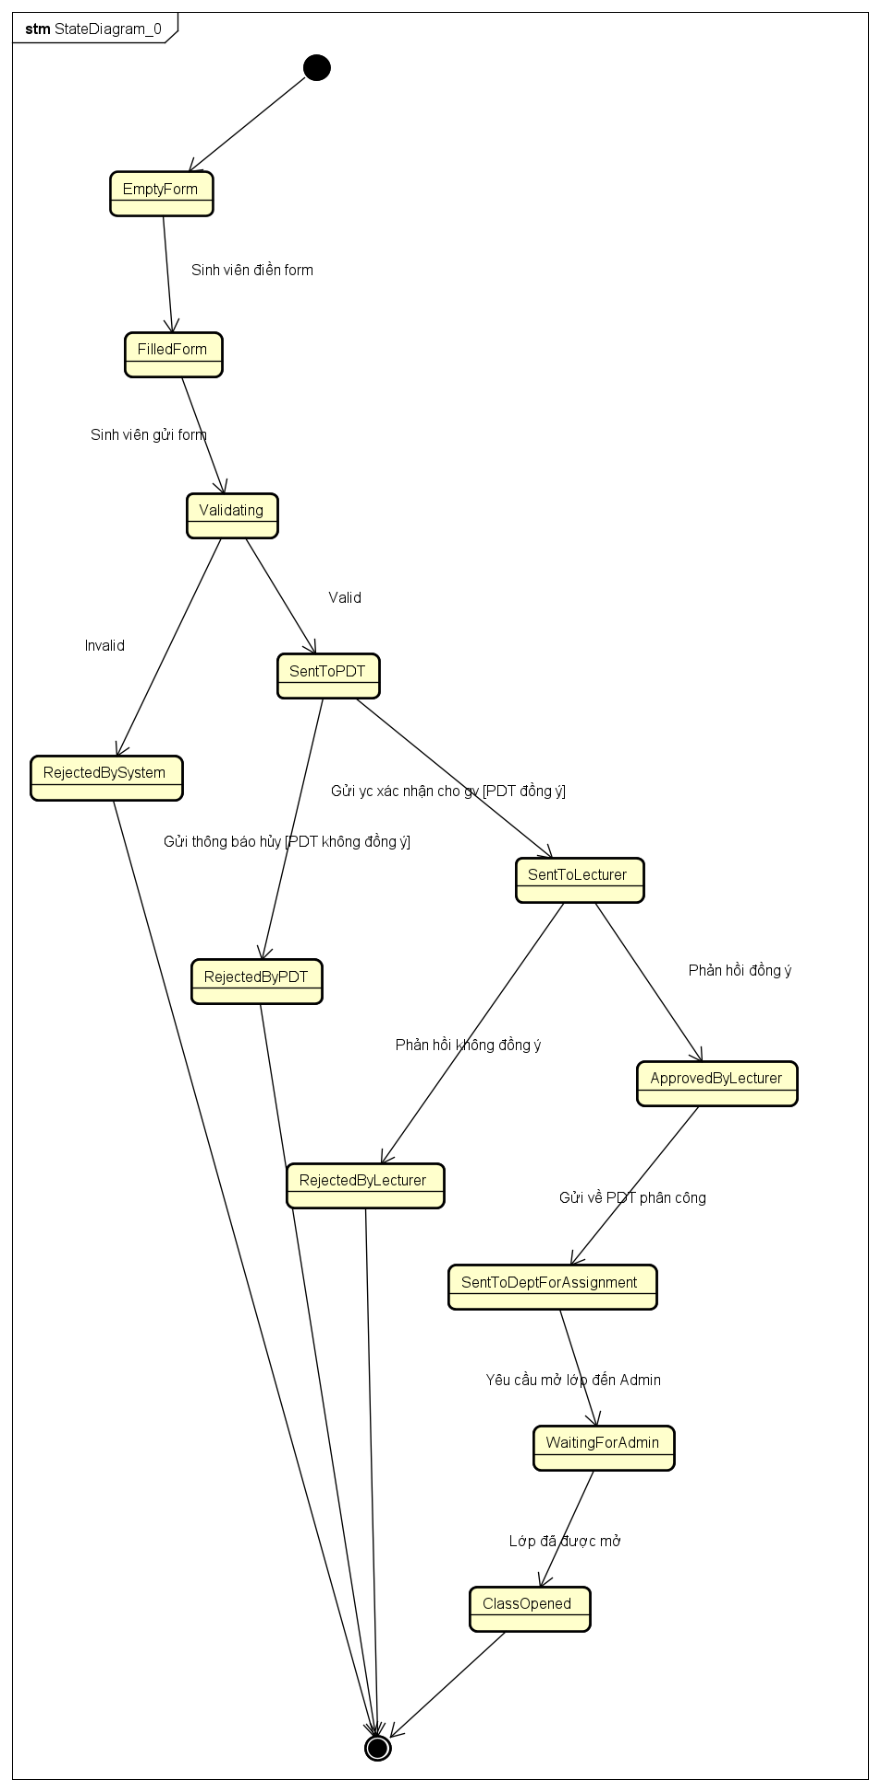 stm StateDiagram_0
EmptyForm
Sinh viên điền form
FilledForm
Sinh viên gửi form
Validating
Valid
Invalid
SentToPDT
RejectedBySystem
Gửi yc xác nhận cho gv [PDT đồng ý]
Gửi thông báo hủy [PDT không đồng ý]
SentToLecturer
RejectedByPDT
Phản hồi đồng ý
Phản hồi không đồng ý
ApprovedByLecturer
RejectedByLecturer
Gửi về PDT phân công
SentToDeptForAssignment
Yêu cầu mở lớp đến Admin
WaitingForAdmin
Lớp đã được mở
ClassOpened